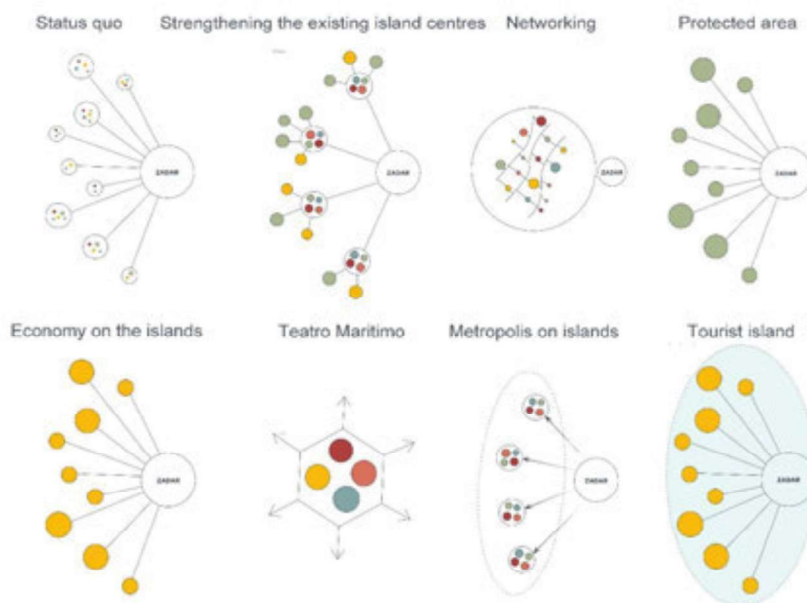 Status quo
Strengthening the existing island centres
Networking
Protected area
ZADAR
ZADAR
ZADAR
ZADAR
Economy on the islands
Teatro Maritimo
Metropolis on islands
Tourist island
ZADAR
ZADAR
ZADAR